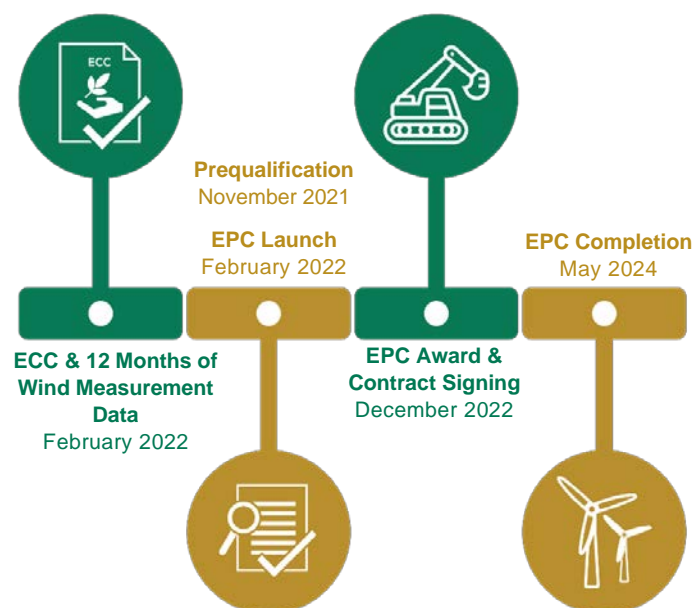 ECC
ECC & 12 Months of
Wind Measurement
Data
February 2022
Prequalification
November 2021
EPC Launch
February 2022
EPC Award &
Contract Signing
December 2022
EPC Completion
May 2024